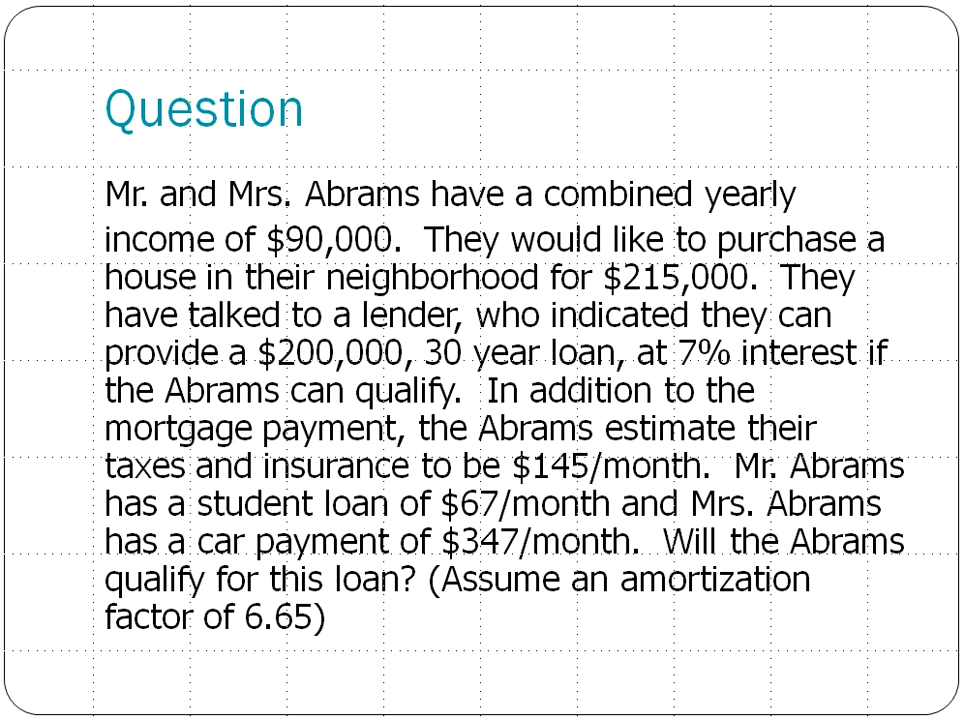 Question
Mr. and Mrs. Abrams have a combined yearly
income of $90,000.  They would like to purchase a
house in their neighborhood for $215,000.  They
have talked to a lender, who indicated they can
provide a $200,000, 30 year loan, at 7% interest if
the Abrams can qualify.  In addition to the
mortgage payment, the Abrams estimate their
taxes and insurance to be $145/month.  Mr. Abrams
has a student loan of $67/month and Mrs. Abrams
has a car payment of $347/month.  Will the Abrams
qualify for this loan? (Assume an amortization
factor of 6.65)